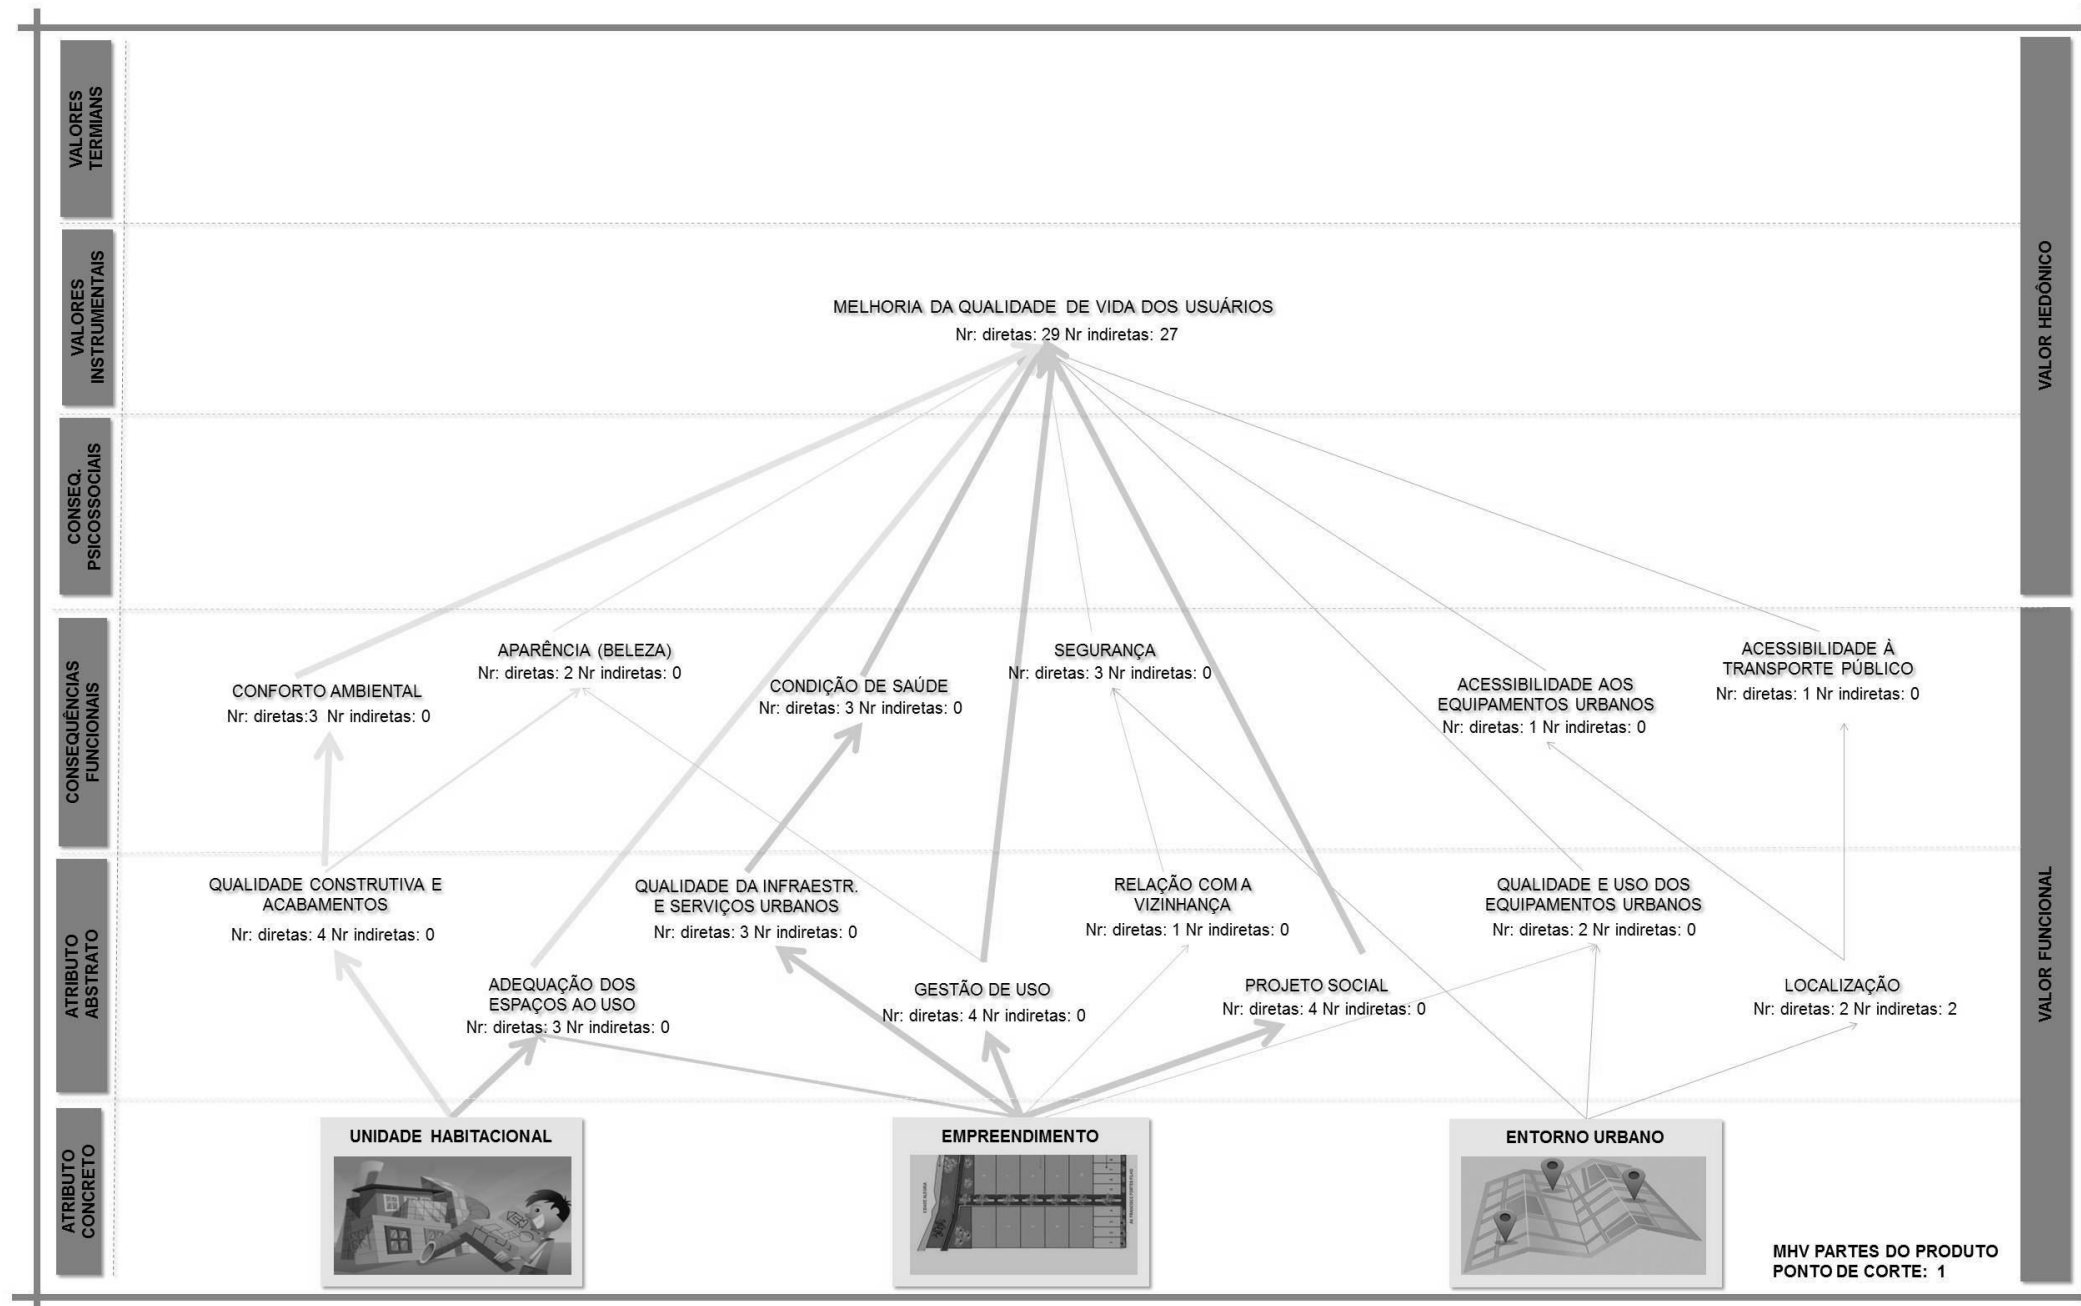 VALORES
TERMIANS
VALORES
INSTRUMENTAIS
CONSEQ.
PSICOSSOCIAIS
CONSEQUÊNCIAS
FUNCIONAIS
ATRIBUTO
ABSTRATO
ATRIBUTO
CONCRETO
VALOR HEDÔNICO
VALOR FUNCIONAL
MELHORIA DA QUALIDADE DE VIDA DOS USUÁRIOS
Nr: diretas: 29 Nr indiretas: 27
CONFORTO AMBIENTAL
Nr: diretas:3 Nr indiretas: 0
APARÊNCIA (BELEZA)
Nr: diretas: 2 Nr indiretas: 0
CONDIÇÃO DE SAÚDE
Nr: diretas: 3 Nr indiretas: 0
SEGURANÇA
Nr: diretas: 3 Nr indiretas: 0
ACESSIBILIDADE AOS
EQUIPAMENTOS URBANOS
Nr: diretas: 1 Nr indiretas: 0
ACESSIBILIDADE À
TRANSPORTE PÚBLICO
Nr: diretas: 1 Nr indiretas: 0
QUALIDADE CONSTRUTIVA E
ACABAMENTOS
Nr: diretas: 4 Nr indiretas: 0
ADEQUAÇÃO DOS
ESPAÇOS AO USO
Nr: diretas: 3 Nr indiretas: 0
QUALIDADE DA INFRAESTR.
E SERVIÇOS URBANOS
Nr: diretas: 3 Nr indiretas: 0
GESTÃO DE USO
Nr: diretas: 4 Nr indiretas: 0
RELAÇÃO COM A
VIZINHANÇA
Nr: diretas: 1 Nr indiretas: 0
PROJETO SOCIAL
Nr: diretas: 4 Nr indiretas: 0
QUALIDADE E USO DOS
EQUIPAMENTOS URBANOS
Nr: diretas: 2 Nr indiretas: 0
LOCALIZAÇÃO
Nr: diretas: 2 Nr indiretas: 2
UNIDADE HABITACIONAL
EMPREENDIMENTO
ENTORNO URBANO
MHV PARTES DO PRODUTO
PONTO DE CORTE: 1